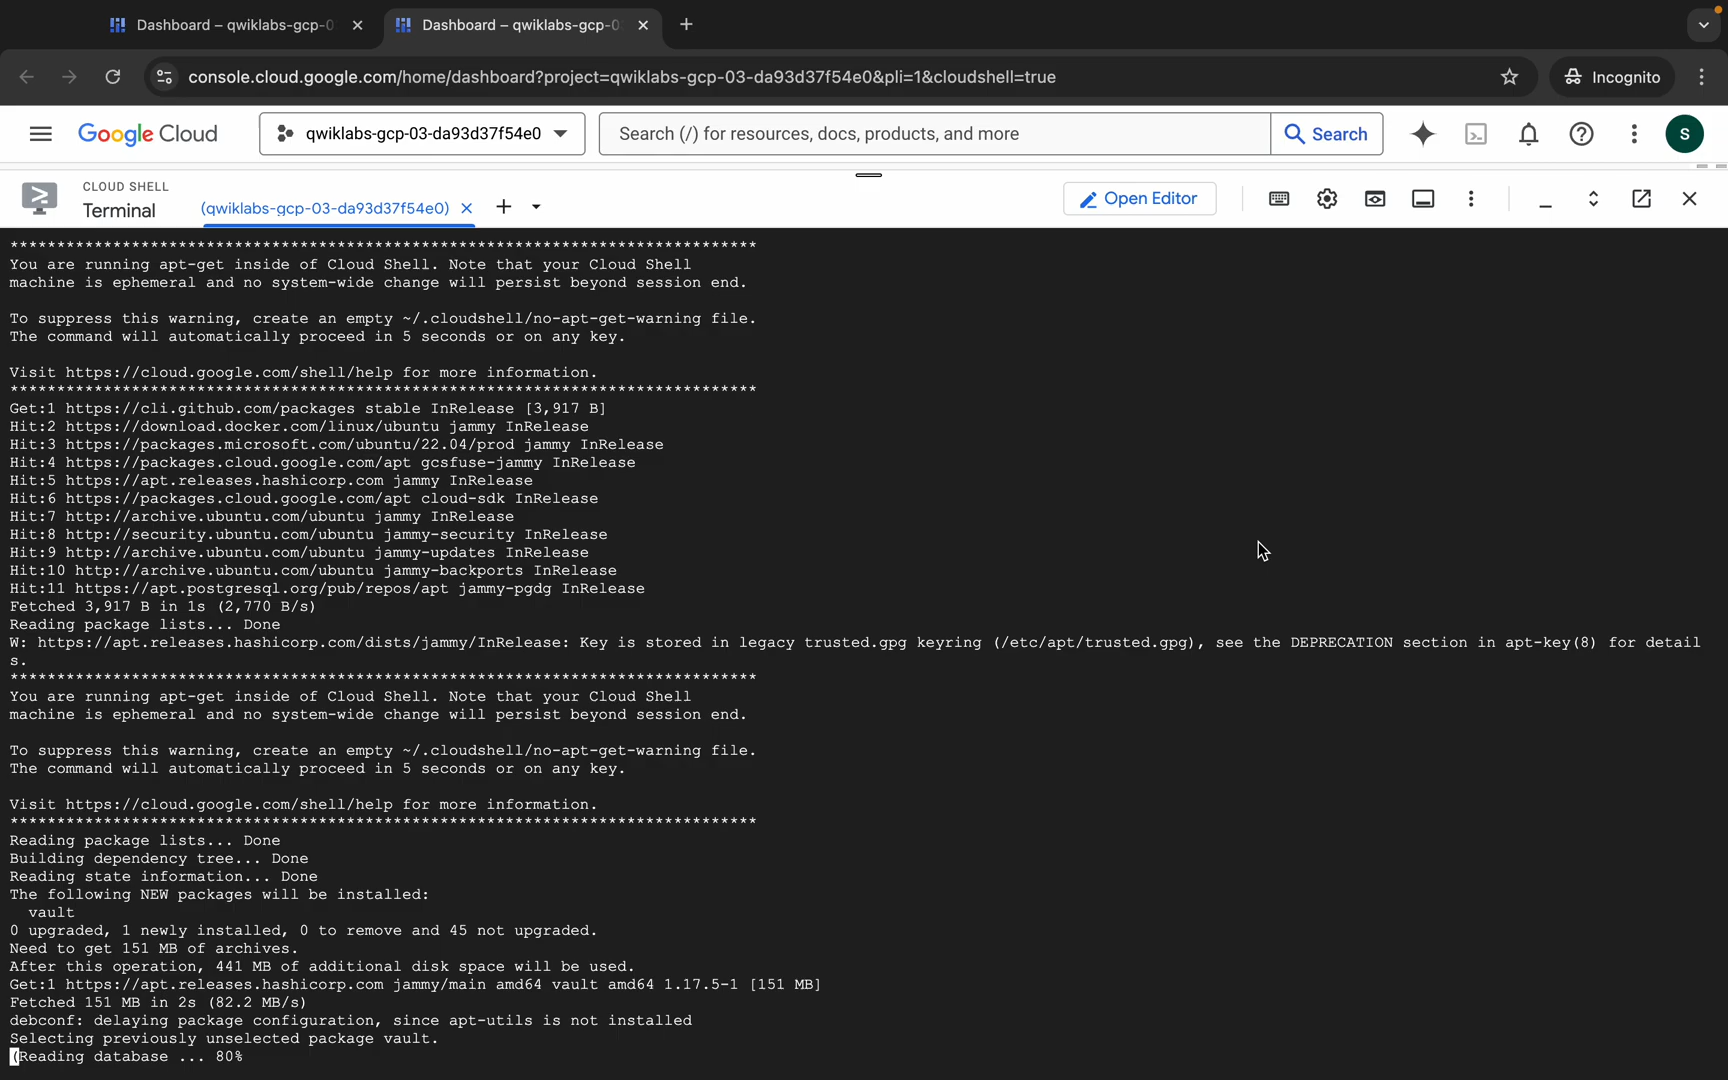 Dashboard – qwiklabs-gcp-0
Dashboard – qwiklabs-gcp-0
console.cloud.google.com/home/dashboard?project=qwiklabs-gcp-03-da93d37f54e0&pli=1&cloudshell=true
Incognito
Google Cloud
qwiklabs-gcp-03-da93d37f54e0
Search (/) for resources, docs, products, and more
Search
S
CLOUD SHELL
Terminal
(qwiklabs-gcp-03-da93d37f54e0)
Open Editor
********************************************************************************
You are running apt-get inside of Cloud Shell. Note that your Cloud Shell
machine is ephemeral and no system-wide change will persist beyond session end.
To suppress this warning, create an empty ~/.cloudshell/no-apt-get-warning file.
The command will automatically proceed in 5 seconds or on any key.
Visit https://cloud.google.com/shell/help for more information.
********************************************************************************
Get:1 https://cli.github.com/packages stable InRelease [3,917 B]
Hit:2 https://download.docker.com/linux/ubuntu jammy InRelease
Hit:3 https://packages.microsoft.com/ubuntu/22.04/prod jammy InRelease
Hit:4 https://packages.cloud.google.com/apt gcsfuse-jammy InRelease
Hit:5 https://apt.releases.hashicorp.com jammy InRelease
Hit:6 https://packages.cloud.google.com/apt cloud-sdk InRelease
Hit:7 http://archive.ubuntu.com/ubuntu jammy InRelease
Hit:8 http://security.ubuntu.com/ubuntu jammy-security InRelease
Hit:9 http://archive.ubuntu.com/ubuntu jammy-updates InRelease
Hit:10 http://archive.ubuntu.com/ubuntu jammy-backports InRelease
Hit:11 https://apt.postgresql.org/pub/repos/apt jammy-pgdg InRelease
Fetched 3,917 B in 1s (2,770 B/s)
Reading package lists... Done
W: https://apt.releases.hashicorp.com/dists/jammy/InRelease: Key is stored in legacy trusted.gpg keyring (/etc/apt/trusted.gpg), see the DEPRECATION section in apt-key(8) for detail
s.
********************************************************************************
You are running apt-get inside of Cloud Shell. Note that your Cloud Shell
machine is ephemeral and no system-wide change will persist beyond session end.
To suppress this warning, create an empty ~/.cloudshell/no-apt-get-warning file.
The command will automatically proceed in 5 seconds or on any key.
Visit https://cloud.google.com/shell/help for more information.
********************************************************************************
Reading package lists... Done
Building dependency tree... Done
Reading state information... Done
The following NEW packages will be installed:
vault
0 upgraded, 1 newly installed, 0 to remove and 45 not upgraded.
Need to get 151 MB of archives.
After this operation, 441 MB of additional disk space will be used.
Get:1 https://apt.releases.hashicorp.com jammy/main amd64 vault amd64 1.17.5-1 [151 MB]
Fetched 151 MB in 2s (82.2 MB/s)
debconf: delaying package configuration, since apt-utils is not installed
Selecting previously unselected package vault.
(Reading database ... 80%